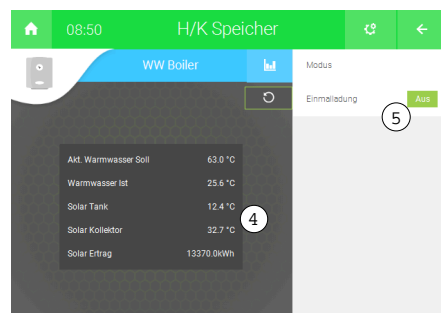 08:50 H/K Speicher
WW Boiler
Modus
Einmalladung Aus
5
Akt. Warmwasser Soll 63.0 °C
Warmwasser Ist 25.6 °C
Solar Tank 12.4 °C
4
Solar Kollektor 32.7 °C
Solar Ertrag 13370.0kWh